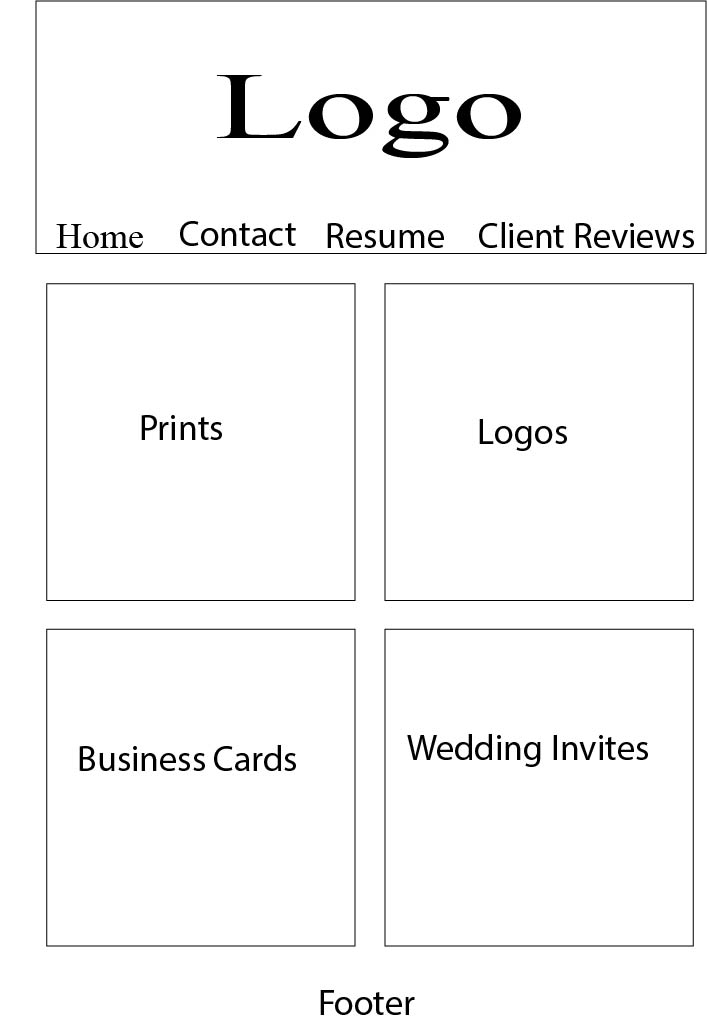 Logo
Home Contact Resume Client Reviews
Prints Logos
Business Cards Wedding Invites
Footer